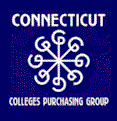 CONNECTICUT
COLLEGES PURCHASING GROUP